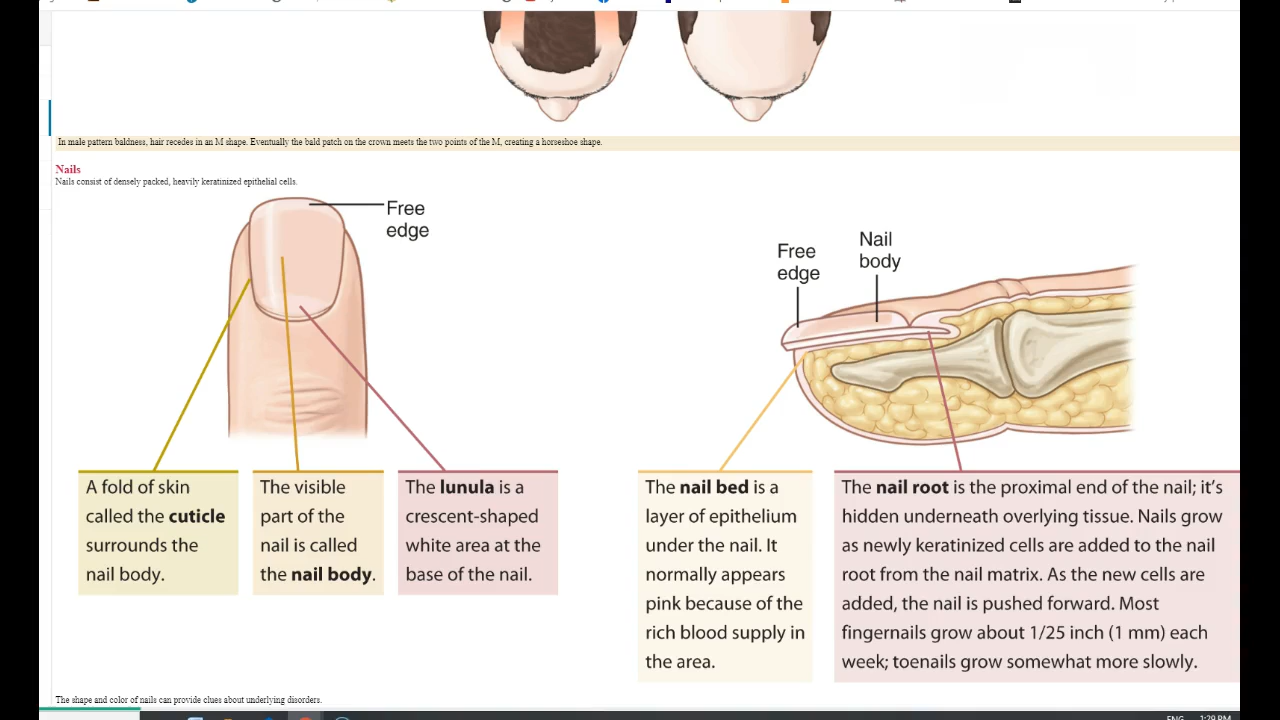 In male pattern baldness, hair recedes in an M shape. Eventually the bald patch on the crown meets the two points of the M, creating a horseshoe shape.
Nails
Nails consist of densely packed, heavily keratinized epithelial cells.
Free
edge
Free
edge
Nail
body
A fold of skin
called the cuticle
surrounds the
nail body.
The visible
part of the
nail is called
the nail body.
The lunula is a
crescent-shaped
white area at the
base of the nail.
The nail bed is a
layer of epithelium
under the nail. It
normally appears
pink because of the
rich blood supply in
the area.
The nail root is the proximal end of the nail; it's
hidden underneath overlying tissue. Nails grow
as newly keratinized cells are added to the nail
root from the nail matrix. As the new cells are
added, the nail is pushed forward. Most
fingernails grow about 1/25 inch (1 mm) each
week; toenails grow somewhat more slowly.
The shape and color of nails can provide clues about underlying disorders.
ENG 1:29 PM